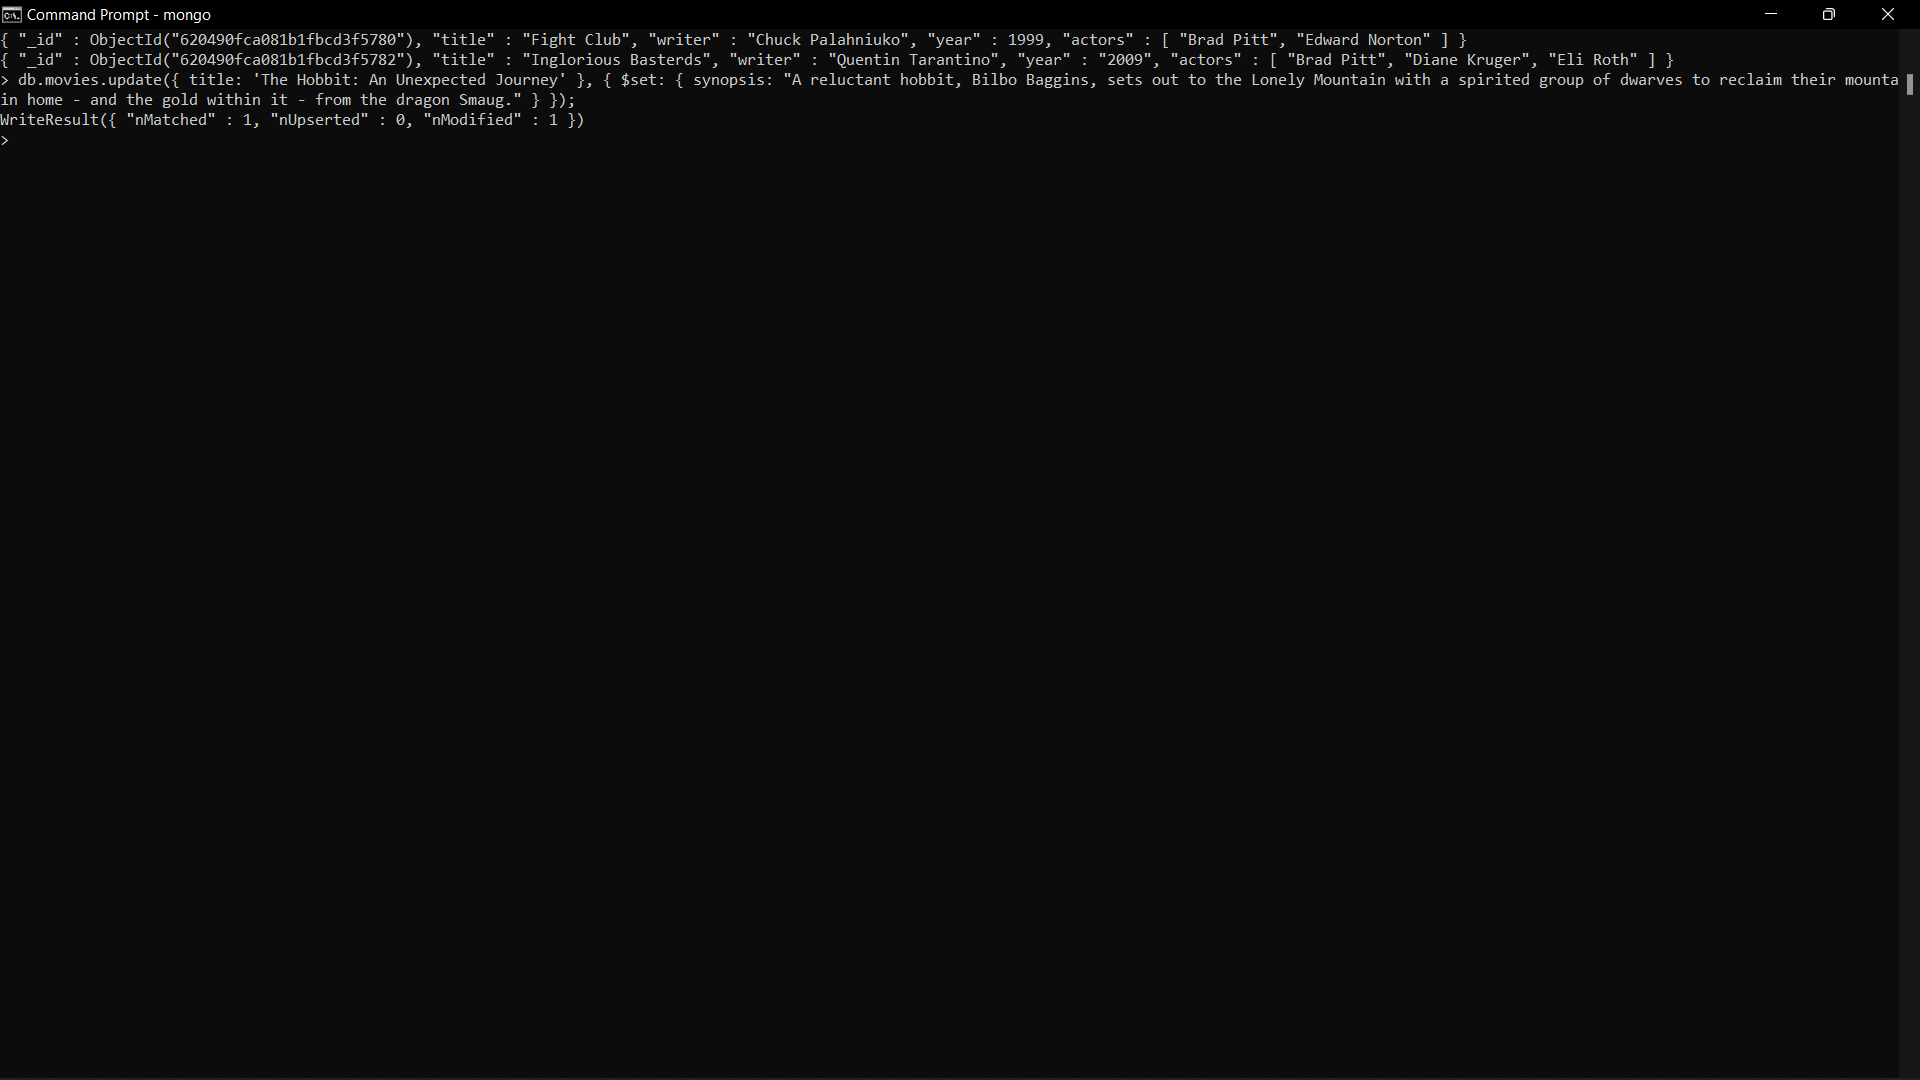 Command Prompt - mongo
{ "_id" : ObjectId("620490fca081b1fbcd3f5780"), "title" : "Fight Club", "writer" : "Chuck Palahniuko", "year" : 1999, "actors" : [ "Brad Pitt", "Edward Norton" ] }
{ "_id" : ObjectId("620490fca081b1fbcd3f5782"), "title" : "Inglorious Basterds", "writer" : "Quentin Tarantino", "year" : "2009", "actors" : [ "Brad Pitt", "Diane Kruger", "Eli Roth" ] }
> db.movies.update({ title: 'The Hobbit: An Unexpected Journey' }, { $set: { synopsis: "A reluctant hobbit, Bilbo Baggins, sets out to the Lonely Mountain with a spirited group of dwarves to reclaim their mounta
in home - and the gold within it - from the dragon Smaug." } });
WriteResult({ "nMatched" : 1, "nUpserted" : 0, "nModified" : 1 })
>